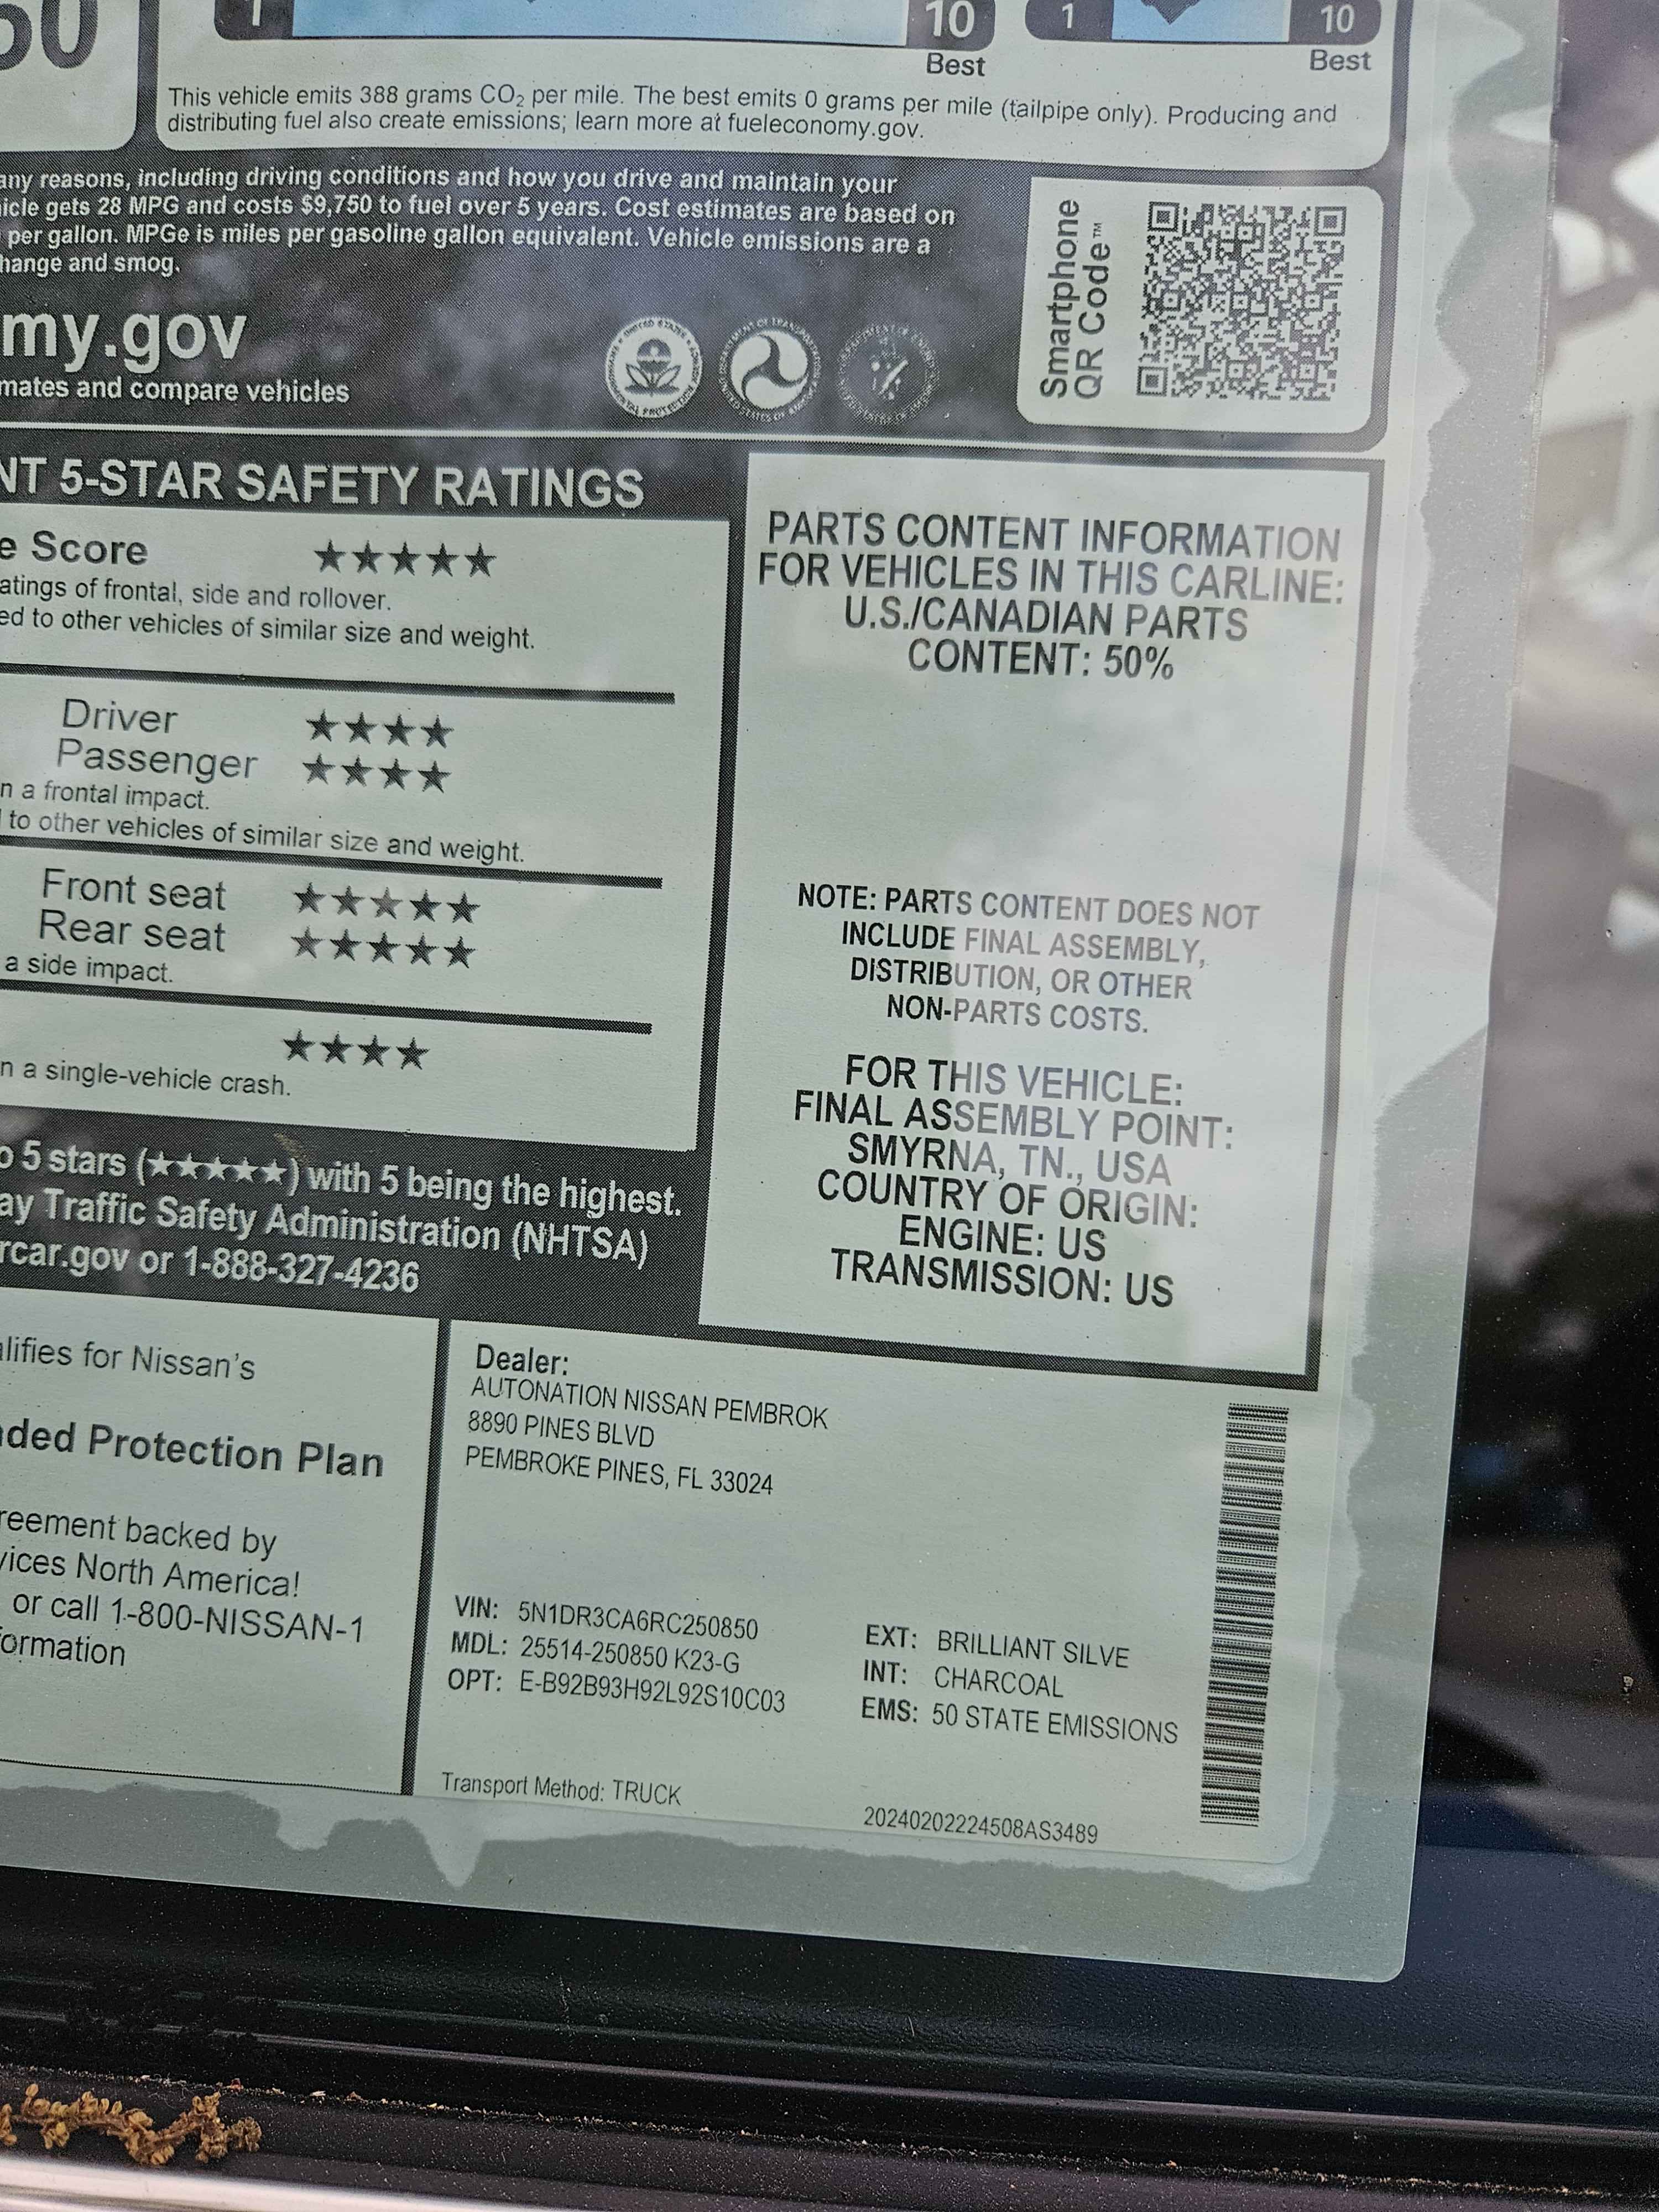 50
1
10
Best
1
10
Best
This vehicle emits 388 grams CO₂ per mile. The best emits 0 grams per mile (tailpipe only). Producing and
distributing fuel also create emissions; learn more at fueleconomy.gov.
any reasons, including driving conditions and how you drive and maintain your
icle gets 28 MPG and costs $9,750 to fuel over 5 years. Cost estimates are based on
per gallon. MPGe is miles per gasoline gallon equivalent. Vehicle emissions are a
hange and smog.
my.gov
mates and compare vehicles
Smartphone
QR Code™
NT 5-STAR SAFETY RATINGS
e Score ★★★★★
atings of frontal, side and rollover.
ed to other vehicles of similar size and weight.
Driver ★★★★
Passenger ★★★★
n a frontal impact.
to other vehicles of similar size and weight.
Front seat ★★★★★
Rear seat ★★★★★
a side impact.
★★★★
n a single-vehicle crash.
o 5 stars (★★★★★) with 5 being the highest.
ay Traffic Safety Administration (NHTSA)
rcar.gov or 1-888-327-4236
PARTS CONTENT INFORMATION
FOR VEHICLES IN THIS CARLINE:
U.S./CANADIAN PARTS
CONTENT: 50%
NOTE: PARTS CONTENT DOES NOT
INCLUDE FINAL ASSEMBLY,
DISTRIBUTION, OR OTHER
NON-PARTS COSTS.
FOR THIS VEHICLE:
FINAL ASSEMBLY POINT:
SMYRNA, TN., USA
COUNTRY OF ORIGIN:
ENGINE: US
TRANSMISSION: US
alifies for Nissan's
ded Protection Plan
reement backed by
vices North America!
or call 1-800-NISSAN-1
ormation
Dealer:
AUTONATION NISSAN PEMBROK
8890 PINES BLVD
PEMBROKE PINES, FL 33024
VIN: 5N1DR3CA6RC250850
MDL: 25514-250850 K23-G
OPT: E-B92B93H92L92S10C03
EXT: BRILLIANT SILVE
INT: CHARCOAL
EMS: 50 STATE EMISSIONS
Transport Method: TRUCK
20240202224508AS3489